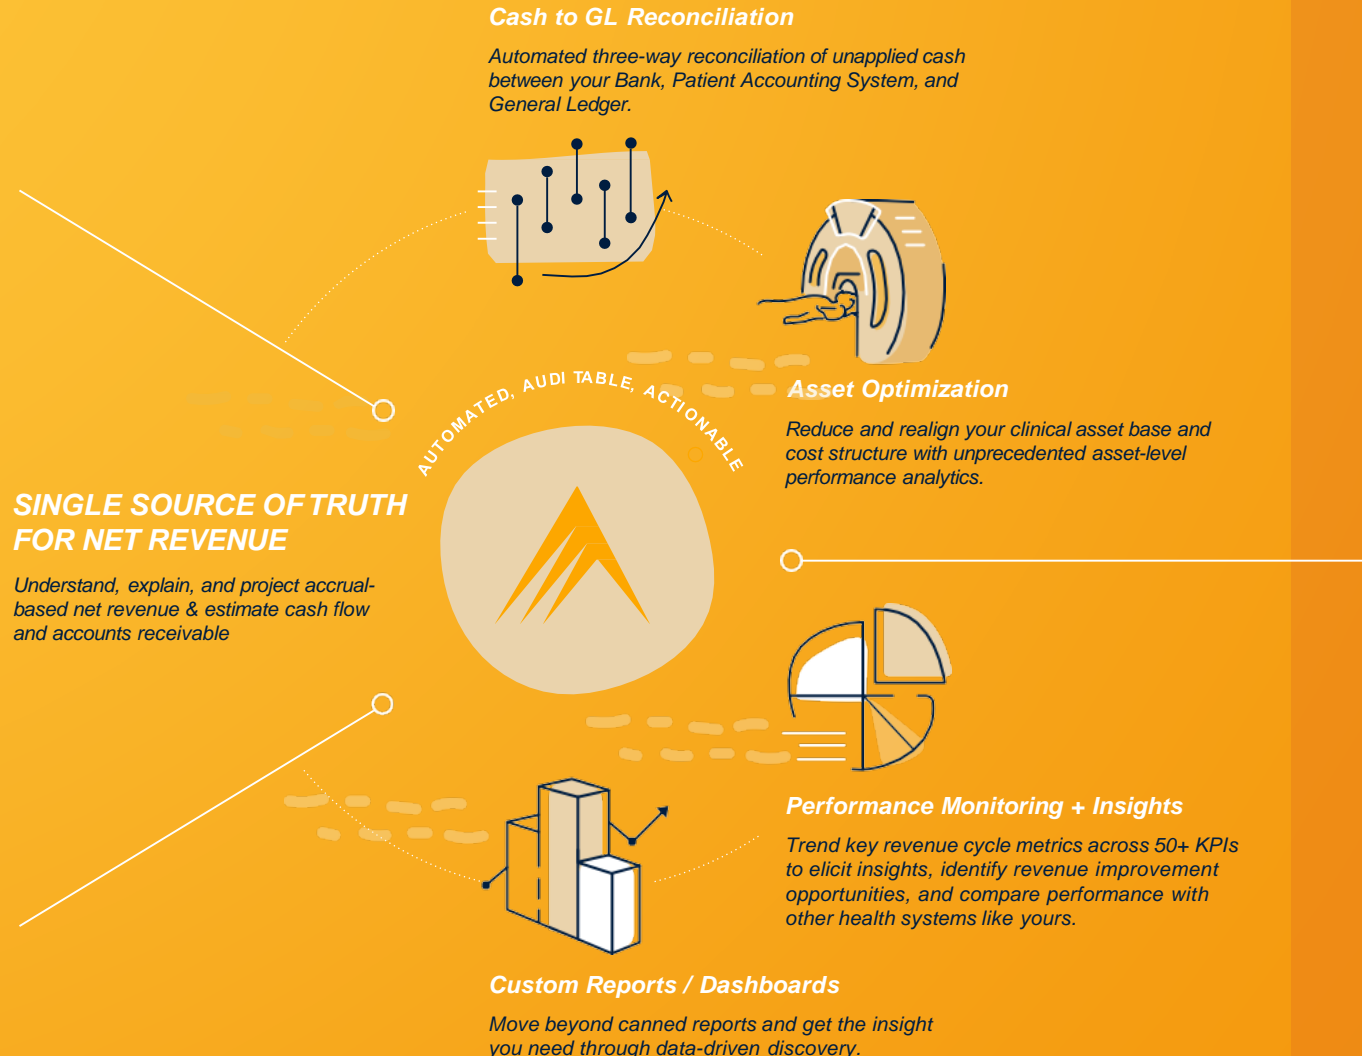 Cash to GL Reconciliation
Automated three-way reconciliation of unapplied cash
between your Bank, Patient Accounting System, and
General Ledger.
AUTOMATED, AUDITABLE, ACTIONABLE
Asset Optimization
Reduce and realign your clinical asset base and
cost structure with unprecedented asset-level
performance analytics.
SINGLE SOURCE OF TRUTH
FOR NET REVENUE
Understand, explain, and project accrual-
based net revenue & estimate cash flow
and accounts receivable
Performance Monitoring + Insights
Trend key revenue cycle metrics across 50+ KPIs
to elicit insights, identify revenue improvement
opportunities, and compare performance with
other health systems like yours.
Custom Reports / Dashboards
Move beyond canned reports and get the insight
you need through data-driven discovery.